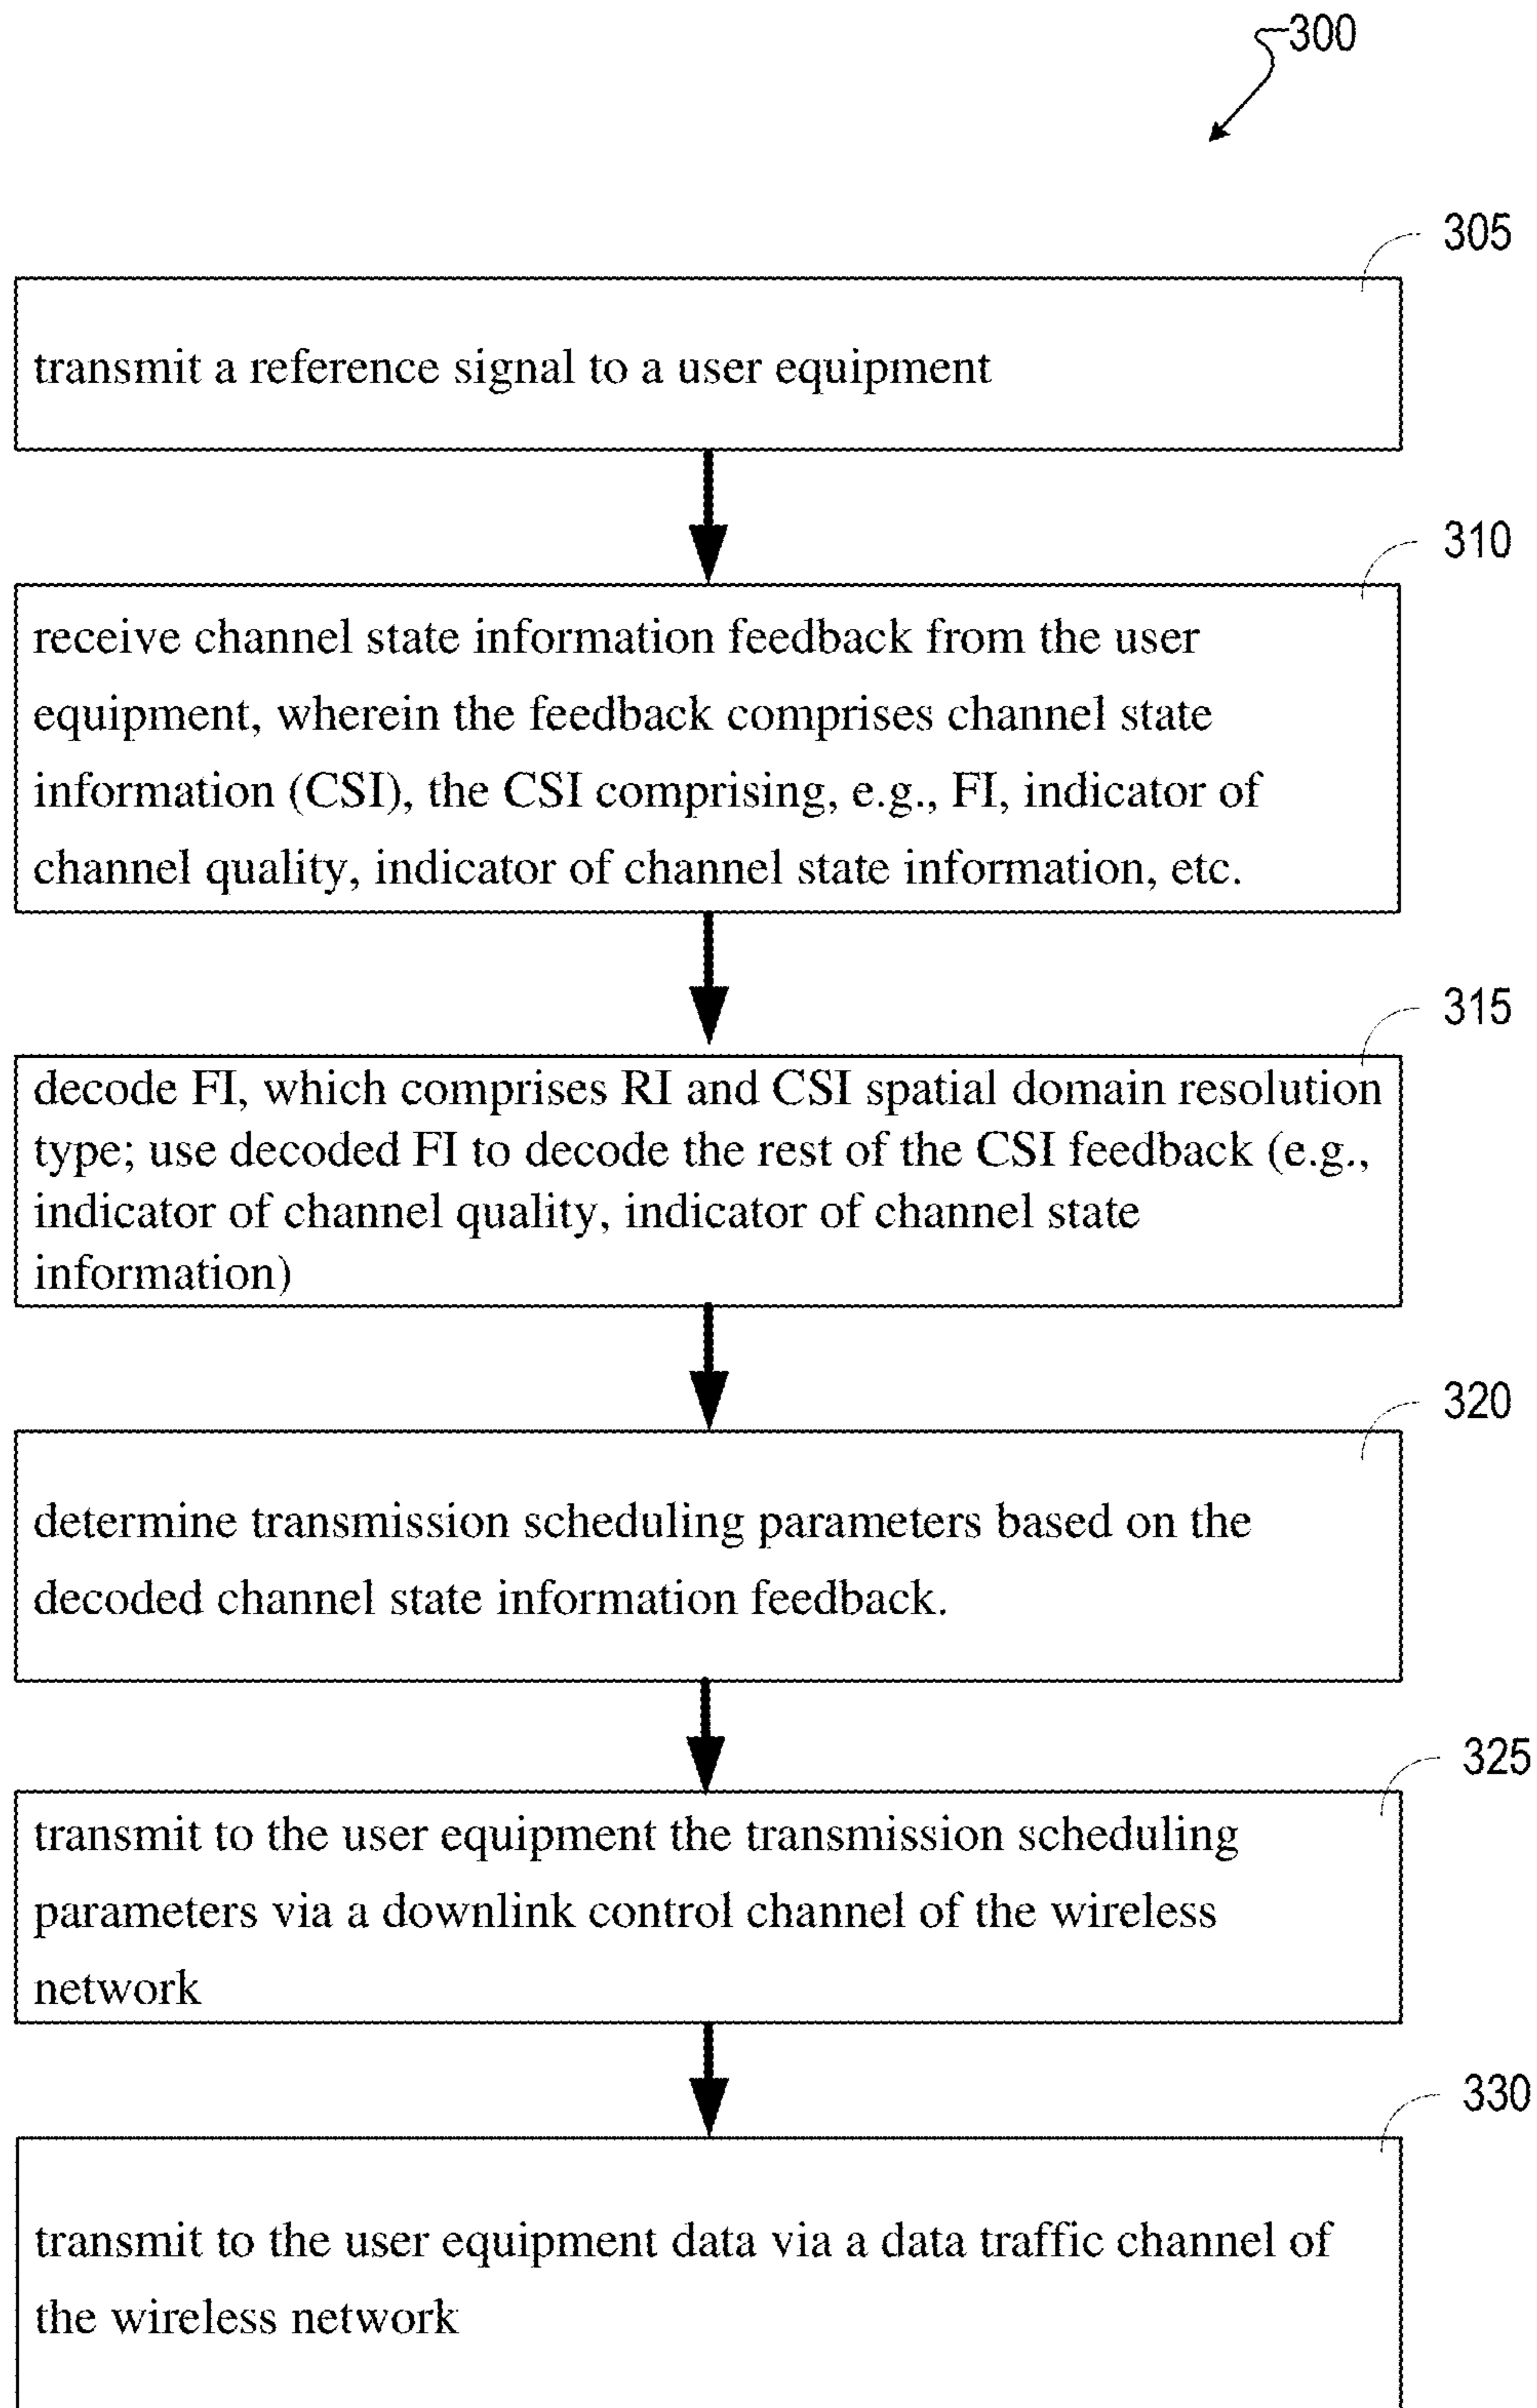 300
305
transmit a reference signal to a user equipment
310
receive channel state information feedback from the user
equipment, wherein the feedback comprises channel state
information (CSI), the CSI comprising, e.g., FI, indicator of
channel quality, indicator of channel state information, etc.
315
decode FI, which comprises RI and CSI spatial domain resolution
type; use decoded FI to decode the rest of the CSI feedback (e.g.,
indicator of channel quality, indicator of channel state
information)
320
determine transmission scheduling parameters based on the
decoded channel state information feedback.
325
transmit to the user equipment the transmission scheduling
parameters via a downlink control channel of the wireless
network
330
transmit to the user equipment data via a data traffic channel of
the wireless network